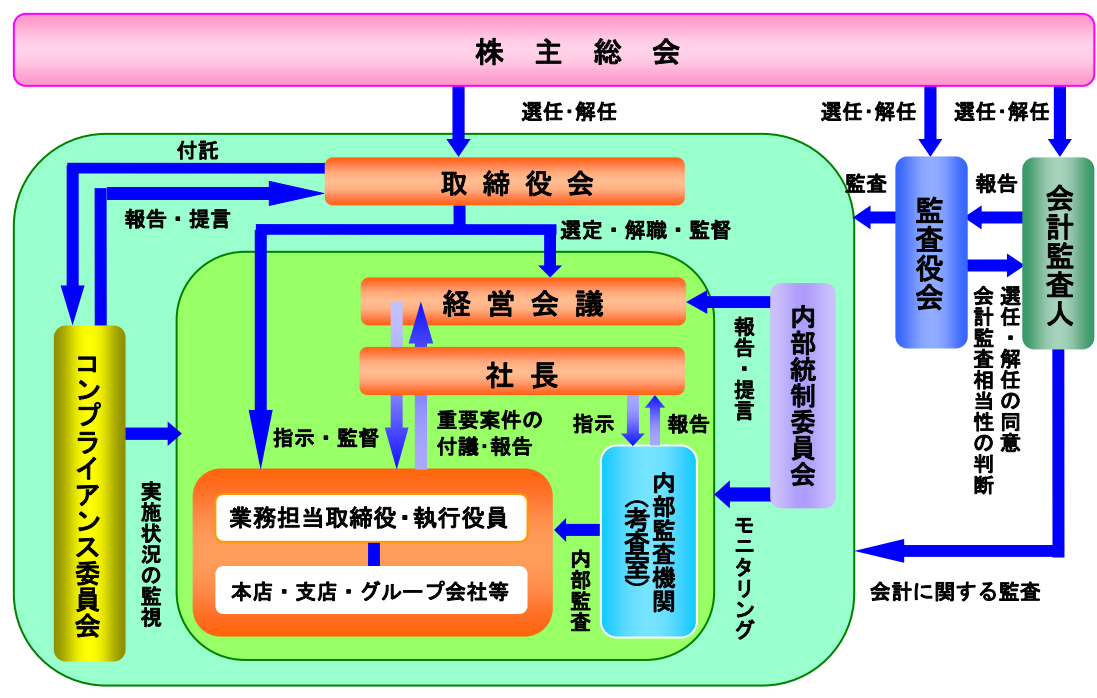 株主総会
選任・解任
選任・解任
選任・解任
付託
取締役会
報告・提言
選定・解職・監督
監査
監査役会
報告
会計監査人
選任・解任の同意
会計監査相当性の判断
経営会議
社長
報告・提言
内部統制委員会
コンプライアンス委員会
指示・監督
重要案件の
付議・報告
指示
報告
実施状況の監視
業務担当取締役・執行役員
本店・支店・グループ会社等
内部監査
内部監査機関
（考査室）
モニタリング
会計に関する監査